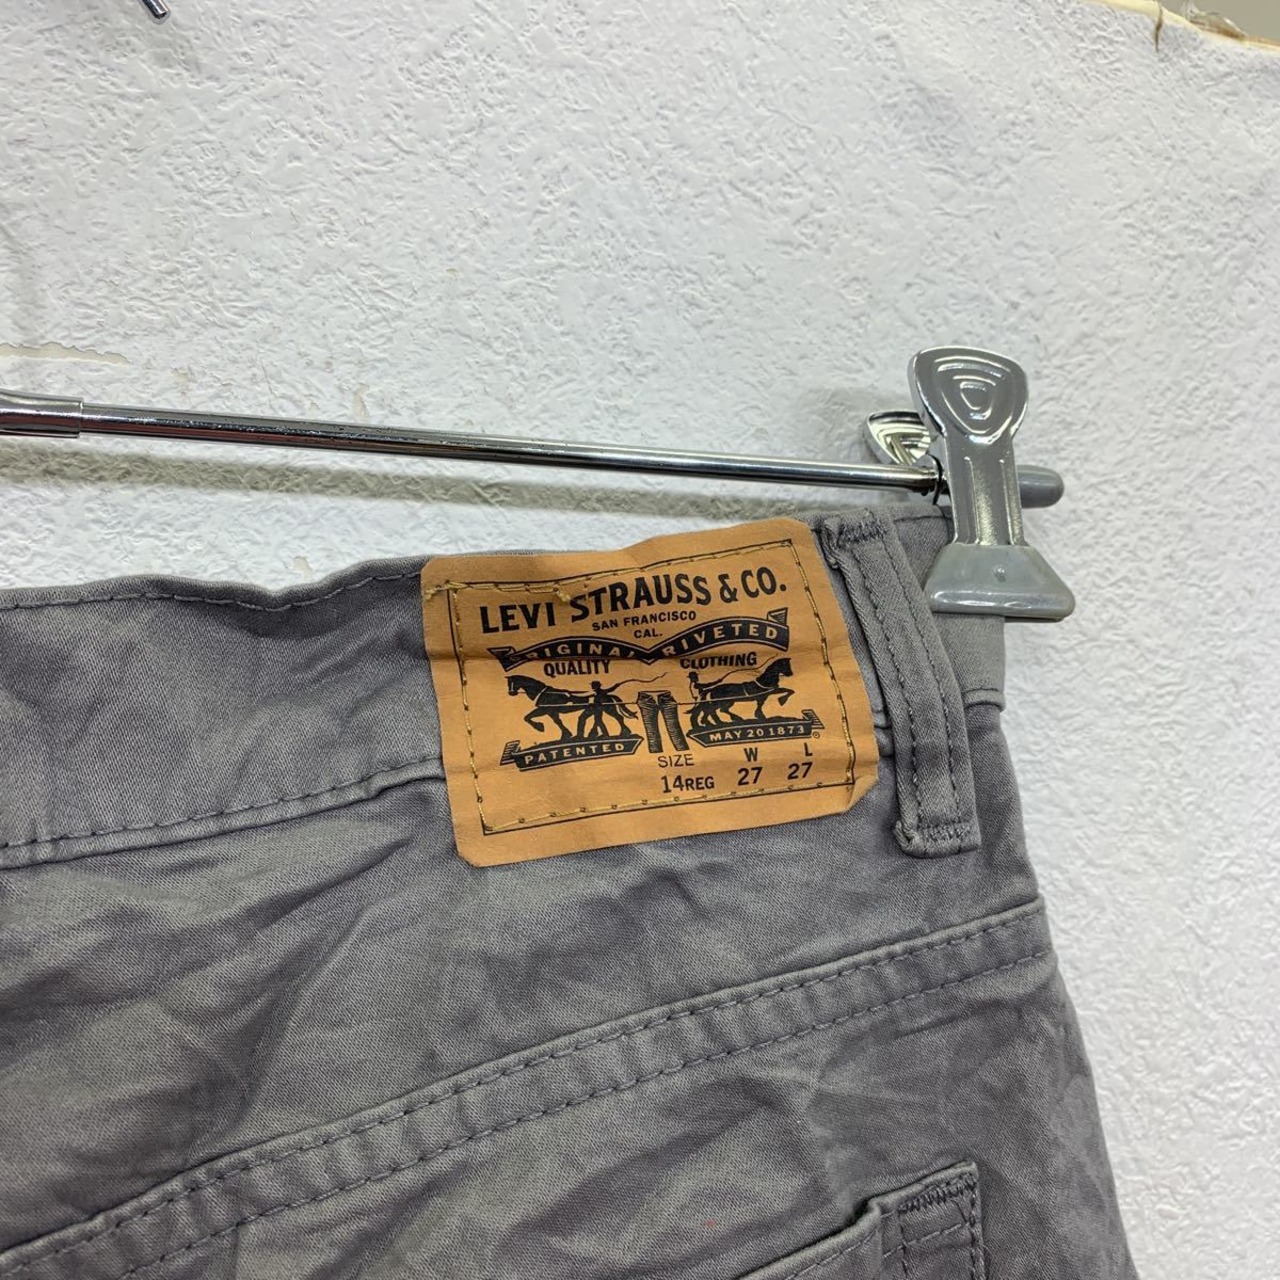 LEVI STRAUSS & CO.
SAN FRANCISCO
CAL.
ORIGINAL RIVETED
QUALITY CLOTHING
PATENTED MAY 20 1873 ®
SIZE W L
14REG 27 27